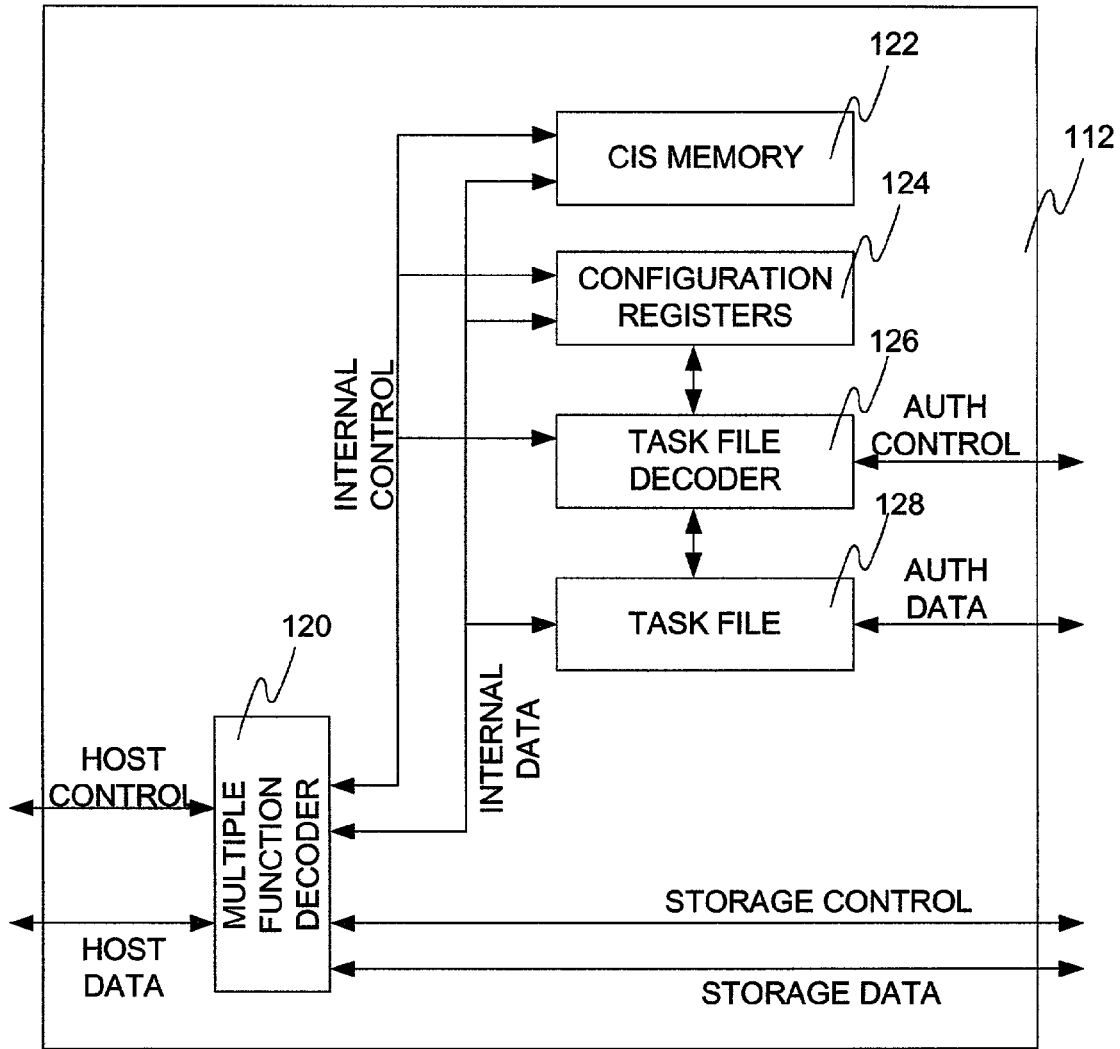 122
CIS MEMORY
112
124
CONFIGURATION
REGISTERS
126
INTERNAL
CONTROL
TASK FILE
DECODER
AUTH
CONTROL
128
TASK FILE
AUTH
DATA
120
INTERNAL
DATA
HOST
CONTROL
MULTIPLE
FUNCTION
DECODER
HOST
DATA
STORAGE CONTROL
STORAGE DATA